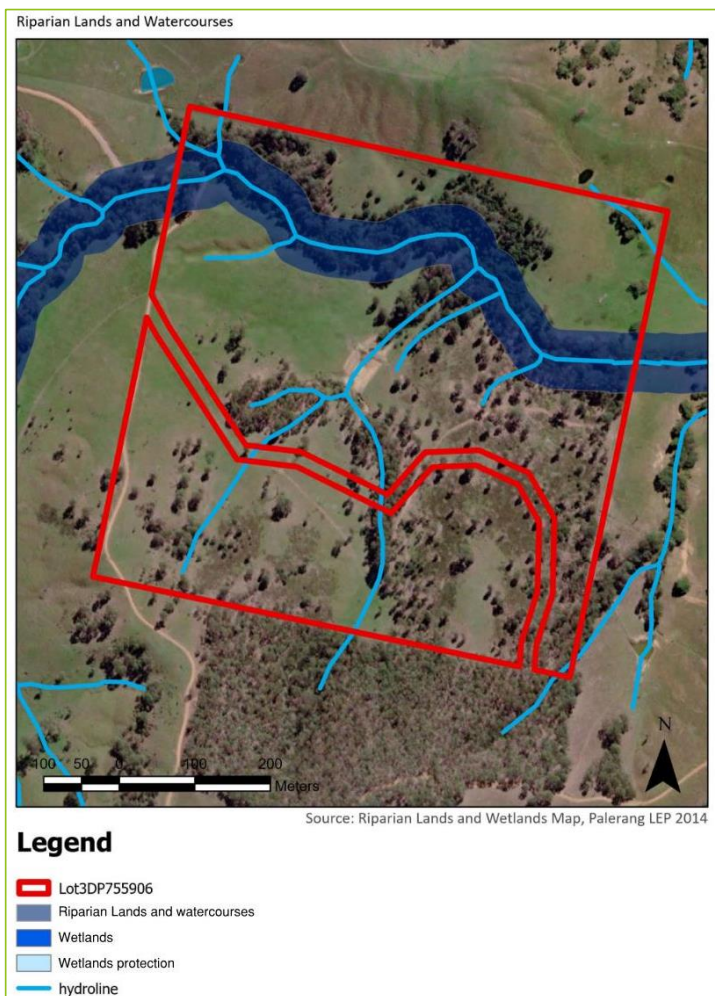 Riparian Lands and Watercourses
N
100 50 0 100 200
Meters
Source: Riparian Lands and Wetlands Map, Palerang LEP 2014
Legend
Lot3DP755906
Riparian Lands and watercourses
Wetlands
Wetlands protection
hydroline